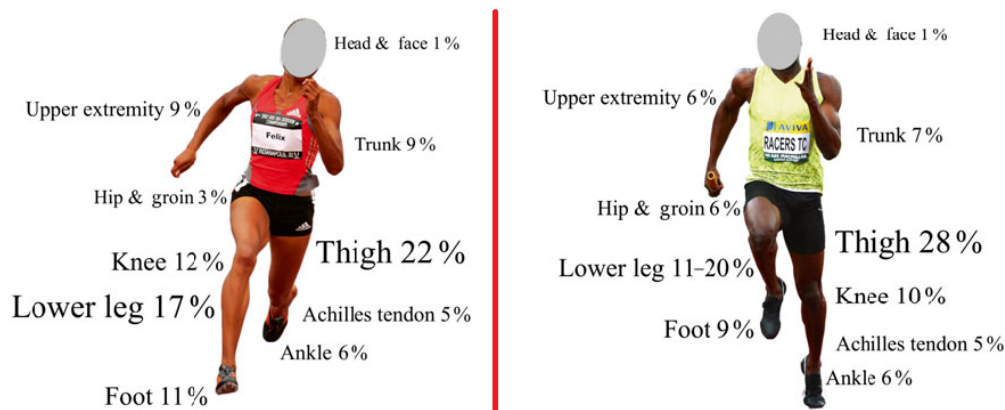 Head & face 1 %
Upper extremity 9 %
Felix
Trunk 9 %
Hip & groin 3 %
Knee 12 %
Thigh 22 %
Lower leg 17 %
Achilles tendon 5 %
Ankle 6 %
Foot 11 %
Head & face 1 %
Upper extremity 6 %
AVIVA
RACERS TC
Trunk 7 %
Hip & groin 6 %
Thigh 28 %
Lower leg 11–20 %
Knee 10 %
Foot 9 %
Achilles tendon 5 %
Ankle 6 %